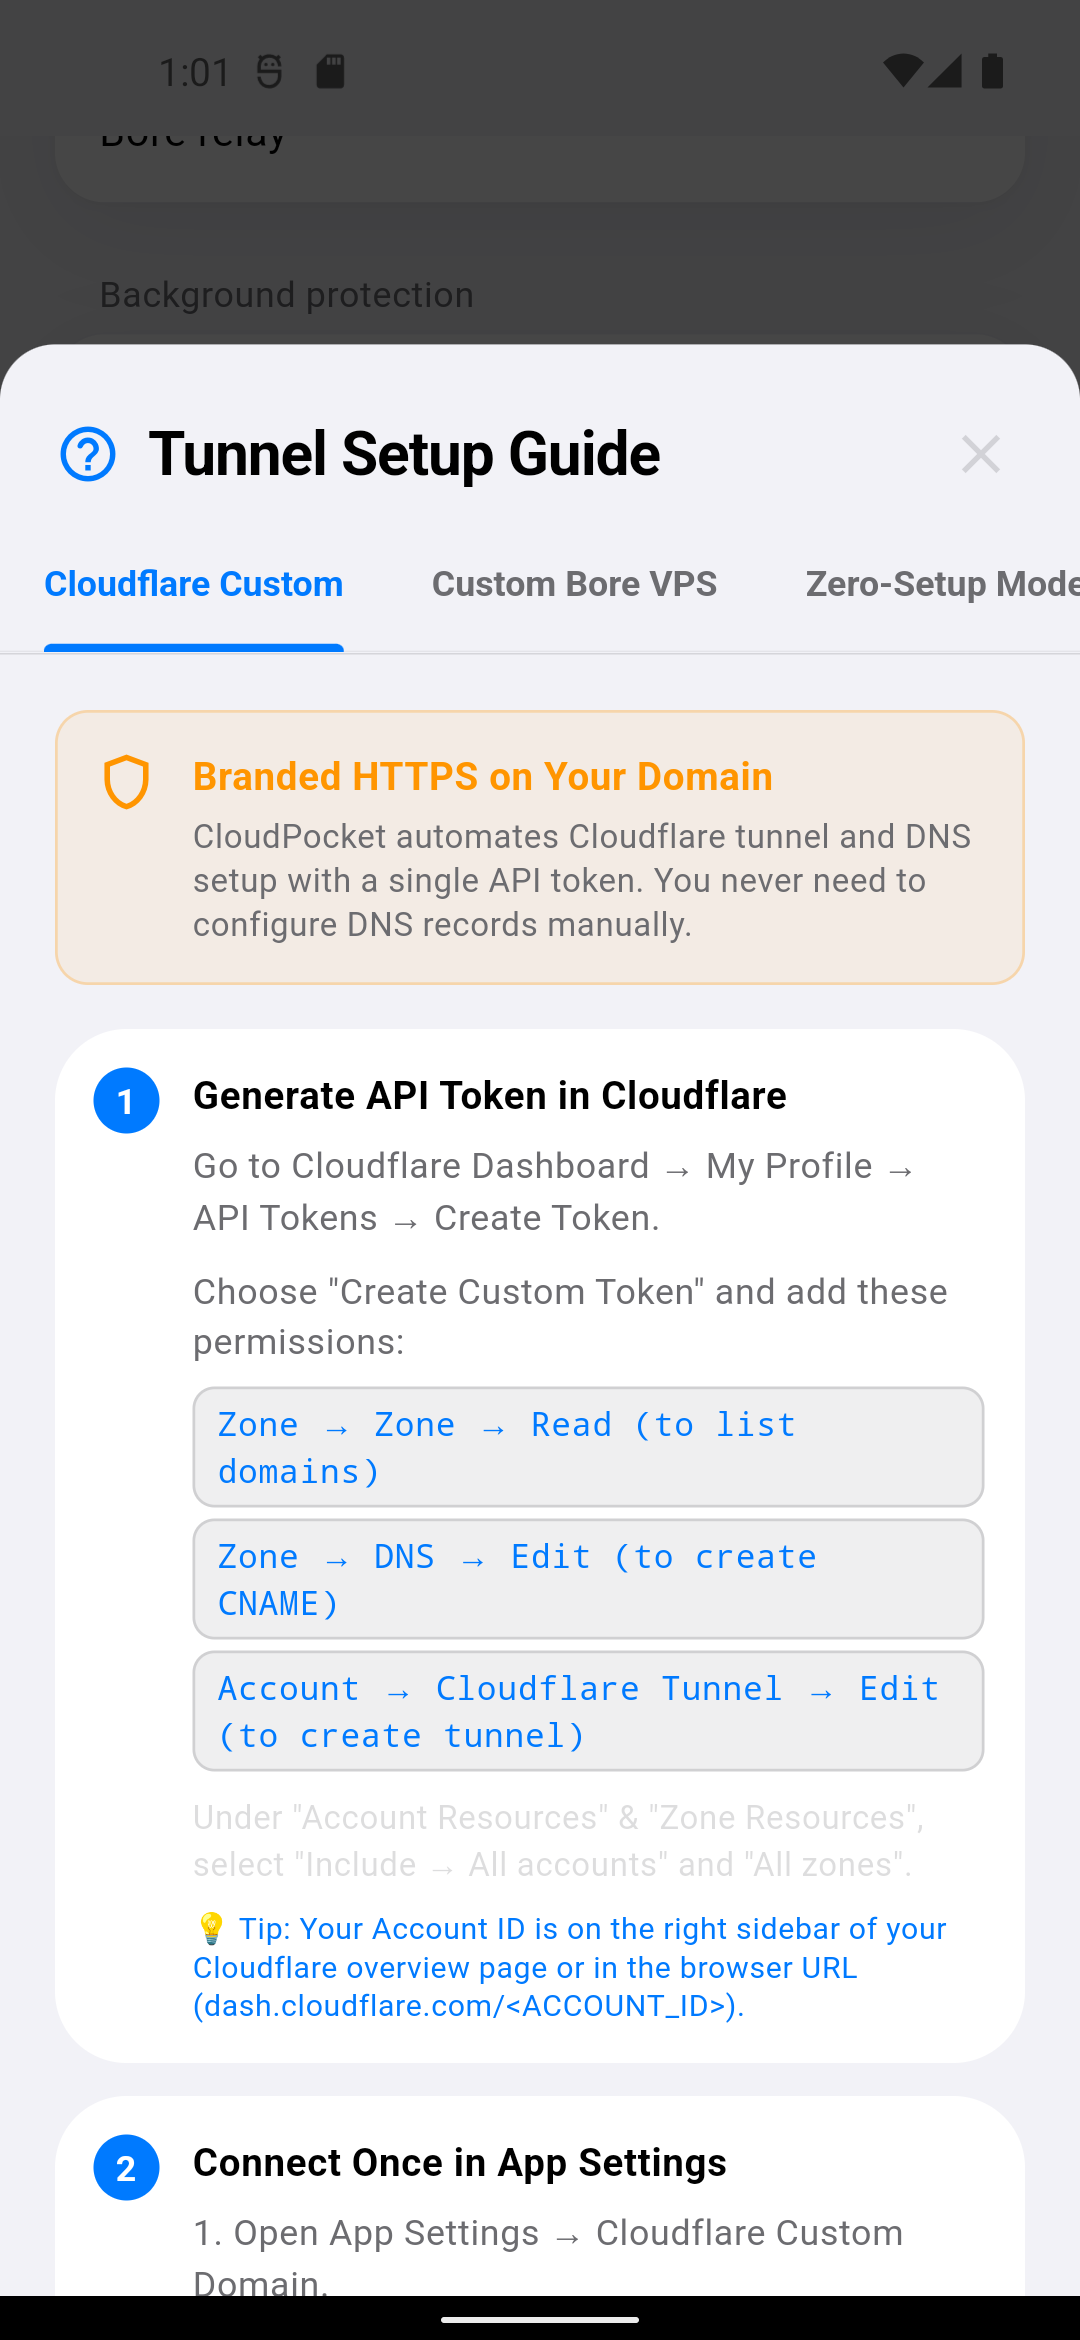 1:01
Bore relay
Background protection
Tunnel Setup Guide
Cloudflare Custom
Custom Bore VPS
Zero-Setup Mode
Branded HTTPS on Your Domain
CloudPocket automates Cloudflare tunnel and DNS
setup with a single API token. You never need to
configure DNS records manually.
1
Generate API Token in Cloudflare
Go to Cloudflare Dashboard → My Profile →
API Tokens → Create Token.
Choose "Create Custom Token" and add these
permissions:
Zone → Zone → Read (to list
domains)
Zone → DNS → Edit (to create
CNAME)
Account → Cloudflare Tunnel → Edit
(to create tunnel)
Under "Account Resources" & "Zone Resources",
select "Include → All accounts" and "All zones".
💡 Tip: Your Account ID is on the right sidebar of your
Cloudflare overview page or in the browser URL
(dash.cloudflare.com/<ACCOUNT_ID>).
2
Connect Once in App Settings
1. Open App Settings → Cloudflare Custom
Domain.